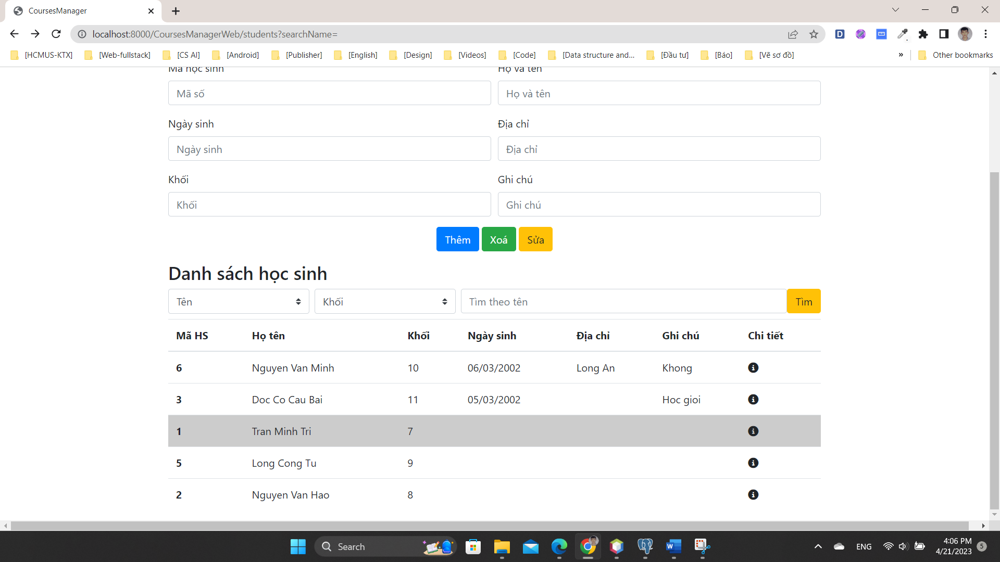 CoursesManager
localhost:8000/CoursesManagerWeb/students?searchName=
[HCMUS-KTX] [Web-fullstack] [CS AI] [Android] [Publisher] [English] [Design] [Videos] [Code] [Data structure and... [Đầu tư] [Báo] [Vẽ sơ đồ] » Other bookmarks
Mã học sinh Họ và tên
Mã số Họ và tên
Ngày sinh Địa chỉ
Ngày sinh Địa chỉ
Khối Ghi chú
Khối Ghi chú
Thêm Xoá Sửa
Danh sách học sinh
Tên Khối Tìm theo tên Tìm
Mã HS Họ tên Khối Ngày sinh Địa chỉ Ghi chú Chi tiết
6 Nguyen Van Minh 10 06/03/2002 Long An Khong
3 Doc Co Cau Bai 11 05/03/2002 Hoc gioi
1 Tran Minh Tri 7
5 Long Cong Tu 9
2 Nguyen Van Hao 8
Search ENG 4:06 PM
4/21/2023 5